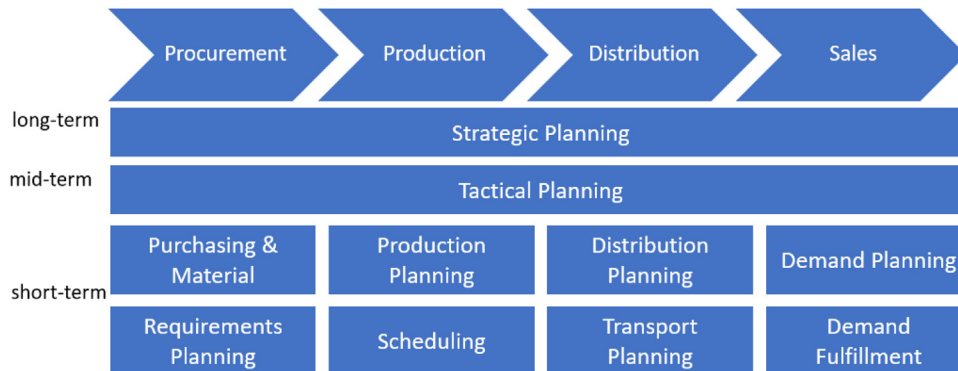 Procurement
Production
Distribution
Sales
long-term
Strategic Planning
mid-term
Tactical Planning
short-term
Purchasing &
Material
Production
Planning
Distribution
Planning
Demand Planning
Requirements
Planning
Scheduling
Transport
Planning
Demand
Fulfillment